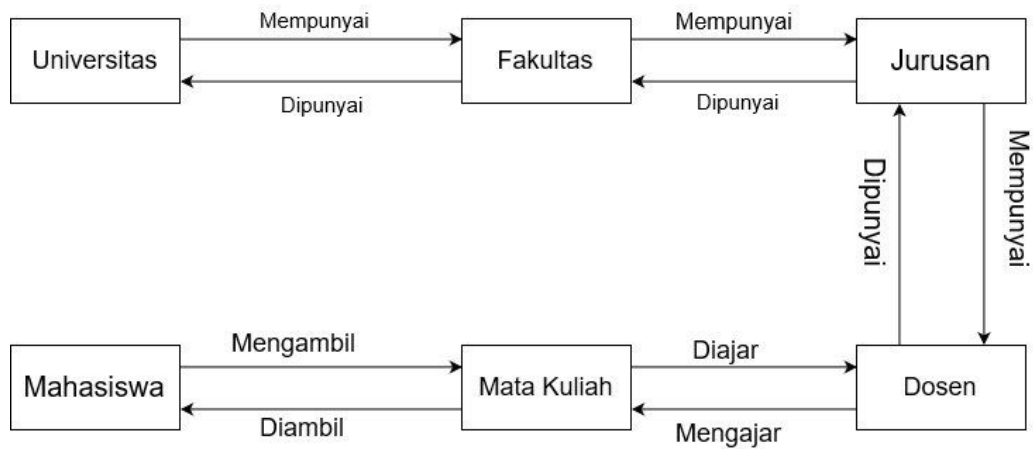 Mempunyai
Mempunyai
Universitas
Fakultas
Jurusan
Dipunyai
Dipunyai
Dipunyai
Mempunyai
Mengambil
Diajar
Mahasiswa
Mata Kuliah
Dosen
Diambil
Mengajar